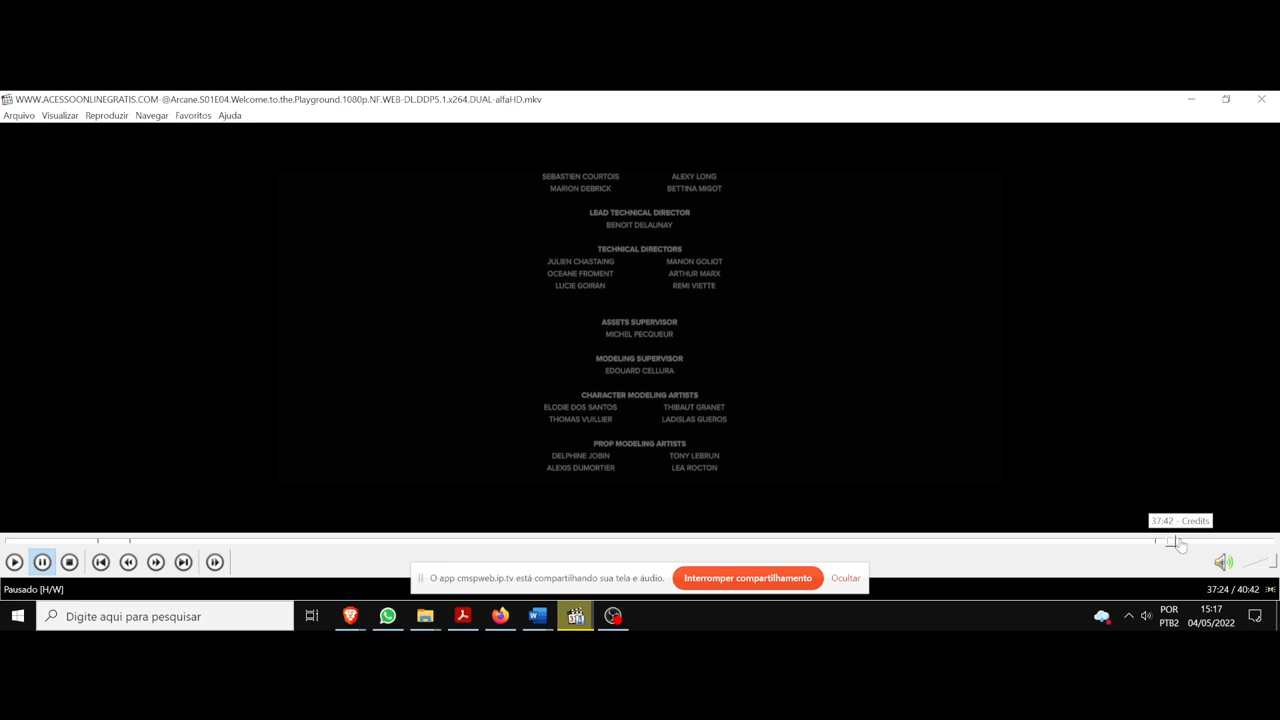 WWW.ACESSOONLINEGRATIS.COM-@Arcane.S01E04.Welcome.to.the.Playground.1080p.NF.WEB-DL.DDP5.1.x264.DUAL-alfaHD.mkv
Arquivo Visualizar Reproduzir Navegar Favoritos Ajuda
SEBASTIEN COURTOIS ALEXY LONG
MARION DEBRICK BETTINA MIGOT
LEAD TECHNICAL DIRECTOR
BENOIT DELAUNAY
TECHNICAL DIRECTORS
JULIEN CHASTAING MANON GOLIOT
OCEANE FROMENT ARTHUR MARX
LUCIE GOIRAN REMI VIETTE
ASSETS SUPERVISOR
MICHEL PECQUEUR
MODELING SUPERVISOR
EDOUARD CELLURA
CHARACTER MODELING ARTISTS
ELODIE DOS SANTOS THIBAUT GRANET
THOMAS VUILLIER LADISLAS GUEROS
PROP MODELING ARTISTS
DELPHINE JOBIN TONY LEBRUN
ALEXIS DUMORTIER LEA ROCTON
37:42 - Credits
O app cmspweb.ip.tv está compartilhando sua tela e áudio. Interromper compartilhamento Ocultar
Pausado [H/W] 37:24 / 40:42
Digite aqui para pesquisar
POR 15:17
PTB2 04/05/2022